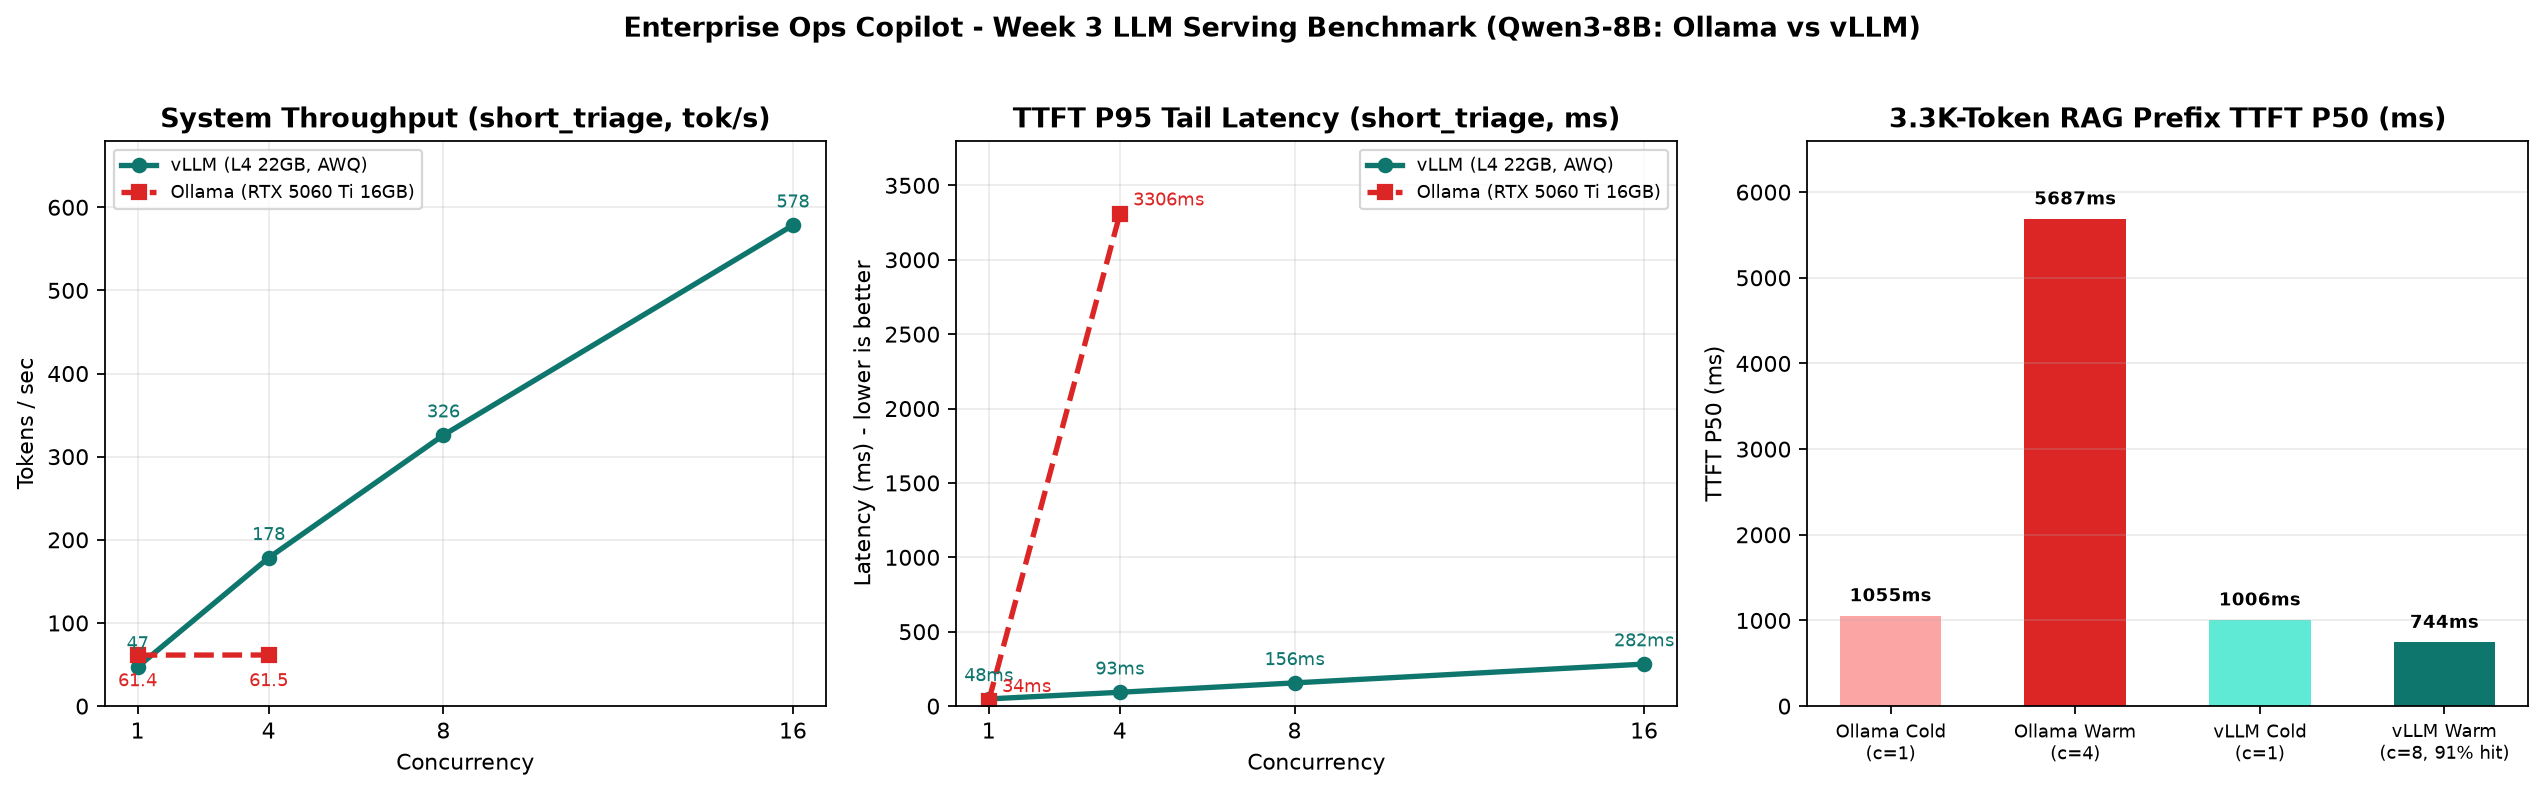 Enterprise Ops Copilot - Week 3 LLM Serving Benchmark (Qwen3-8B: Ollama vs vLLM)
System Throughput (short_triage, tok/s)
vLLM (L4 22GB, AWQ)
Ollama (RTX 5060 Ti 16GB)
Tokens / sec
600
500
400
300
200
100
0
578
326
178
47
61.4
61.5
1
4
8
16
Concurrency
TTFT P95 Tail Latency (short_triage, ms)
vLLM (L4 22GB, AWQ)
Ollama (RTX 5060 Ti 16GB)
Latency (ms) - lower is better
3500
3000
2500
2000
1500
1000
500
0
3306ms
48ms
34ms
93ms
156ms
282ms
1
4
8
16
Concurrency
3.3K-Token RAG Prefix TTFT P50 (ms)
TTFT P50 (ms)
6000
5000
4000
3000
2000
1000
0
1055ms
5687ms
1006ms
744ms
Ollama Cold
(c=1)
Ollama Warm
(c=4)
vLLM Cold
(c=1)
vLLM Warm
(c=8, 91% hit)